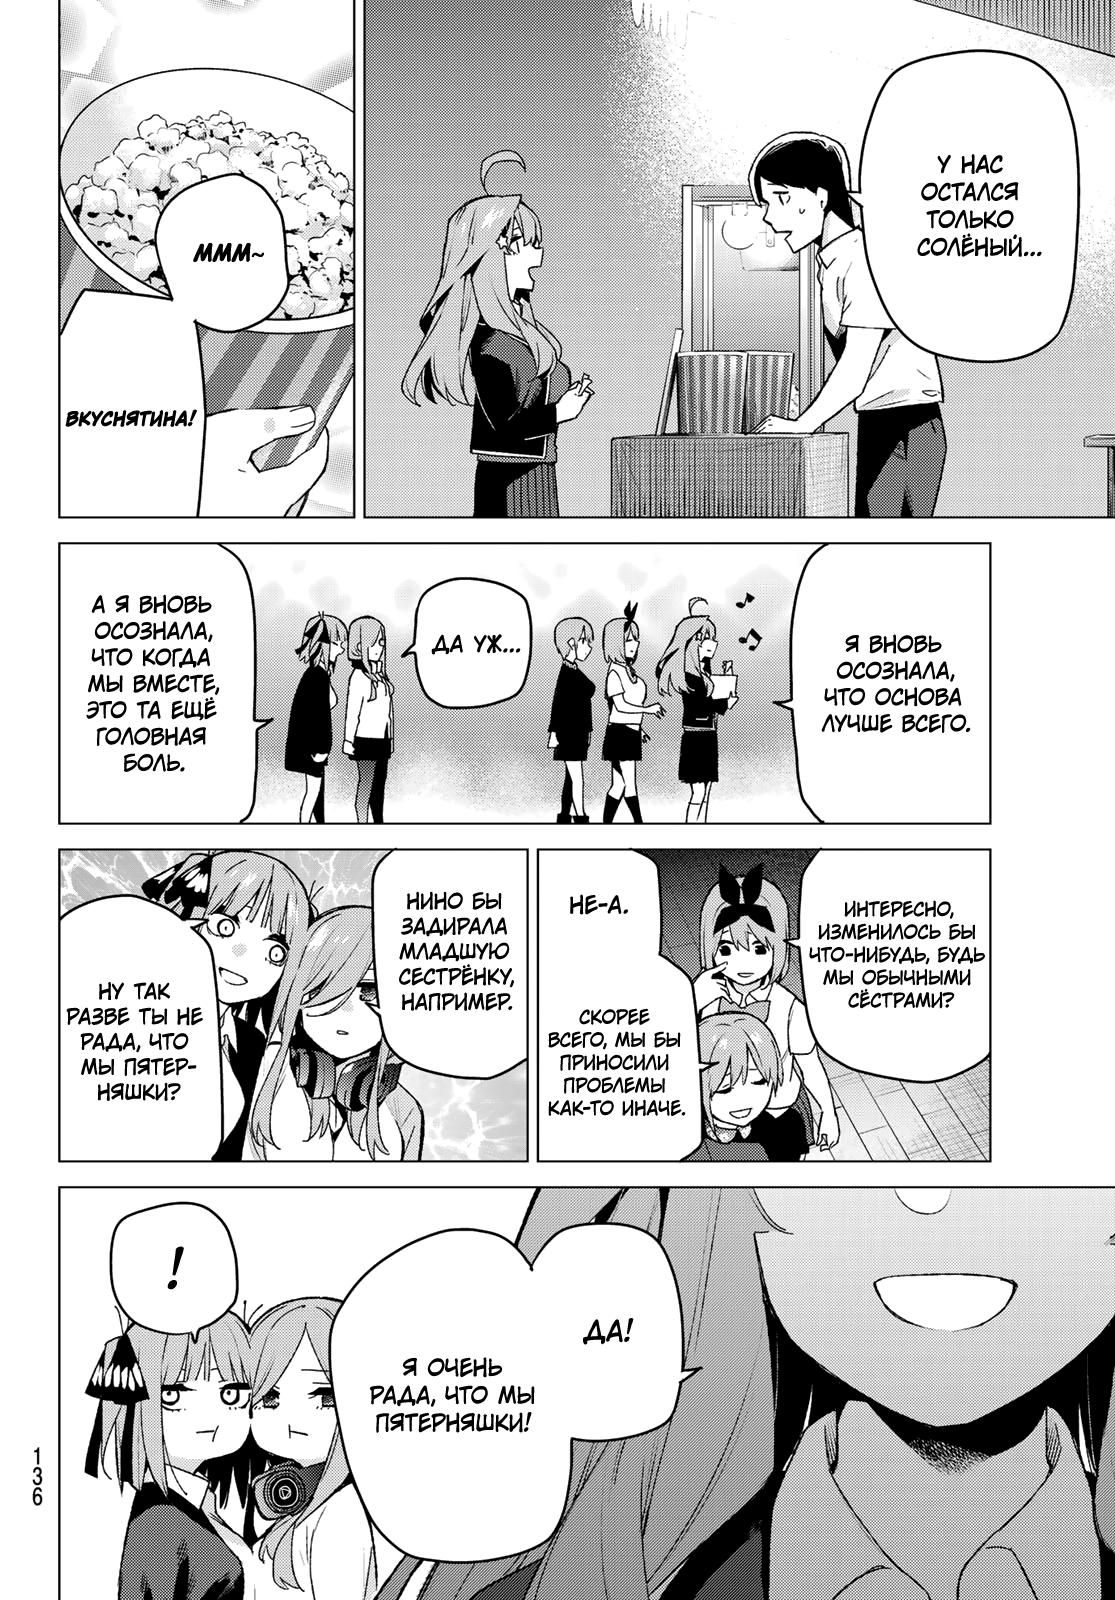 У НАС
ОСТАЛСЯ
ТОЛЬКО
СОЛЁНЫЙ...
МММ~
ВКУСНЯТИНА!
Я ВНОВЬ
ОСОЗНАЛА,
ЧТО ОСНОВА
ЛУЧШЕ ВСЕГО.
ДА УЖ...
А Я ВНОВЬ
ОСОЗНАЛА,
ЧТО КОГДА
МЫ ВМЕСТЕ,
ЭТО ТА ЕЩЁ
ГОЛОВНАЯ
БОЛЬ.
ИНТЕРЕСНО,
ИЗМЕНИЛОСЬ БЫ
ЧТО-НИБУДЬ, БУДЬ
МЫ ОБЫЧНЫМИ
СЁСТРАМИ?
НЕ-А.
СКОРЕЕ
ВСЕГО, МЫ БЫ
ПРИНОСИЛИ
ПРОБЛЕМЫ
КАК-ТО ИНАЧЕ.
НИНО БЫ
ЗАДИРАЛА
МЛАДШУЮ
СЕСТРЁНКУ,
НАПРИМЕР.
НУ ТАК
РАЗВЕ ТЫ НЕ
РАДА, ЧТО
МЫ ПЯТЕР-
НЯШКИ?
ДА!
Я ОЧЕНЬ
РАДА, ЧТО МЫ
ПЯТЕРНЯШКИ!
!
136